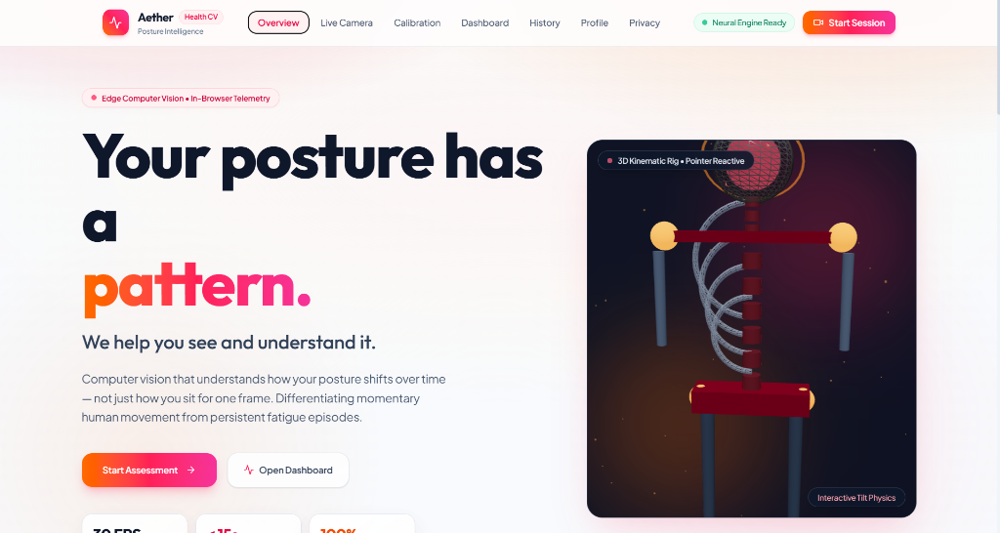 Aether
Health CV
Posture Intelligence
Overview
Live Camera
Calibration
Dashboard
History
Profile
Privacy
Neural Engine Ready
Start Session
Edge Computer Vision • In-Browser Telemetry
Your posture has
a
pattern.
We help you see and understand it.
Computer vision that understands how your posture shifts over time
— not just how you sit for one frame. Differentiating momentary
human movement from persistent fatigue episodes.
Start Assessment →
Open Dashboard
3D Kinematic Rig • Pointer Reactive
Interactive Tilt Physics
30 FPS
100%